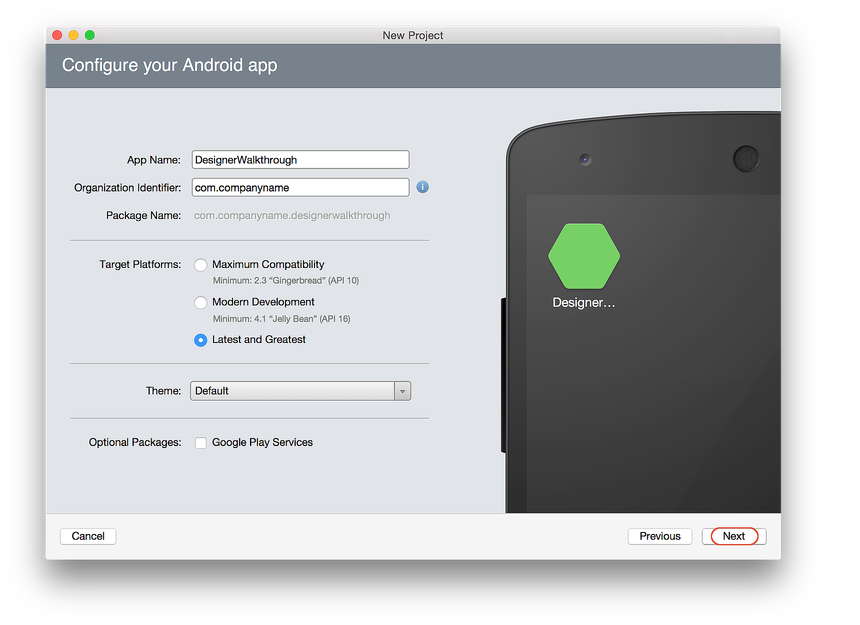 New Project
Configure your Android app
App Name: DesignerWalkthrough
Organization Identifier: com.companyname
i
Package Name: com.companyname.designerwalkthrough
Target Platforms: Maximum Compatibility
Minimum: 2.3 "Gingerbread" (API 10)
Modern Development
Minimum: 4.1 "Jelly Bean" (API 16)
Latest and Greatest
Theme: Default
Optional Packages: Google Play Services
Designer...
Cancel Previous Next